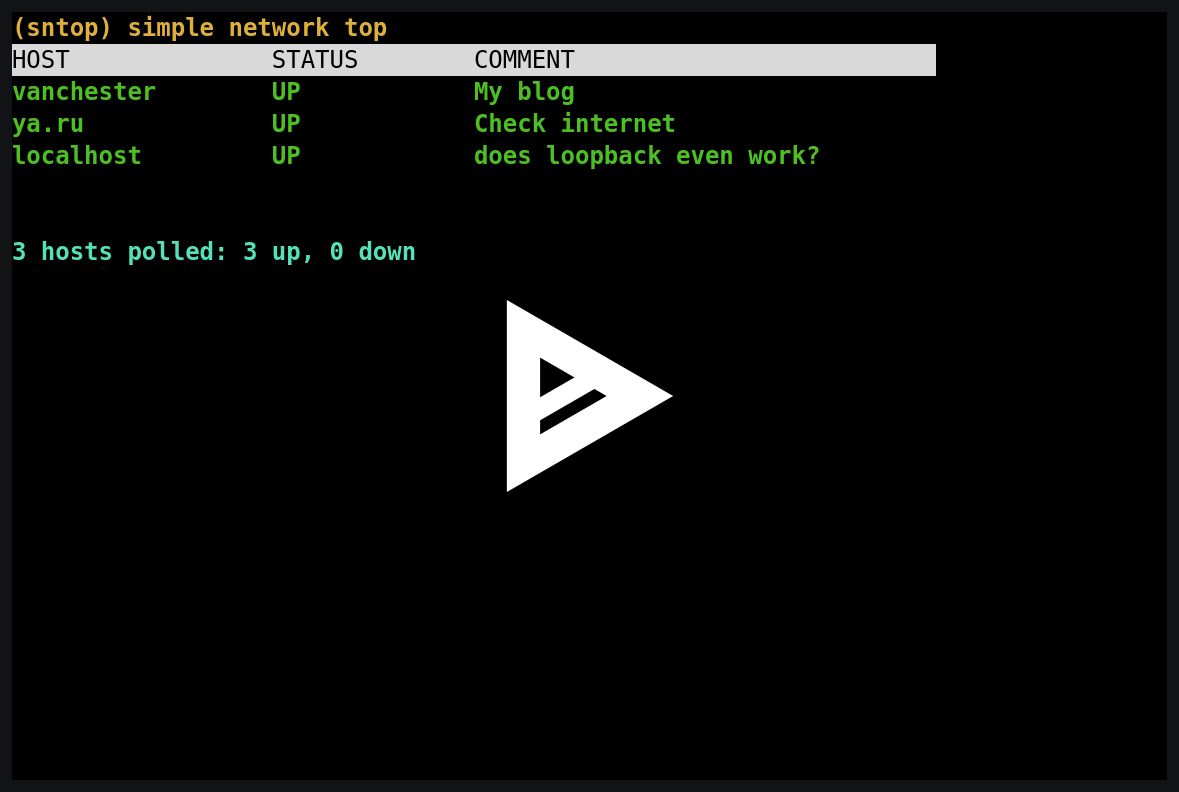 (sntop) simple network top
HOST STATUS COMMENT
vanchester UP My blog
ya.ru UP Check internet
localhost UP does loopback even work?
3 hosts polled: 3 up, 0 down